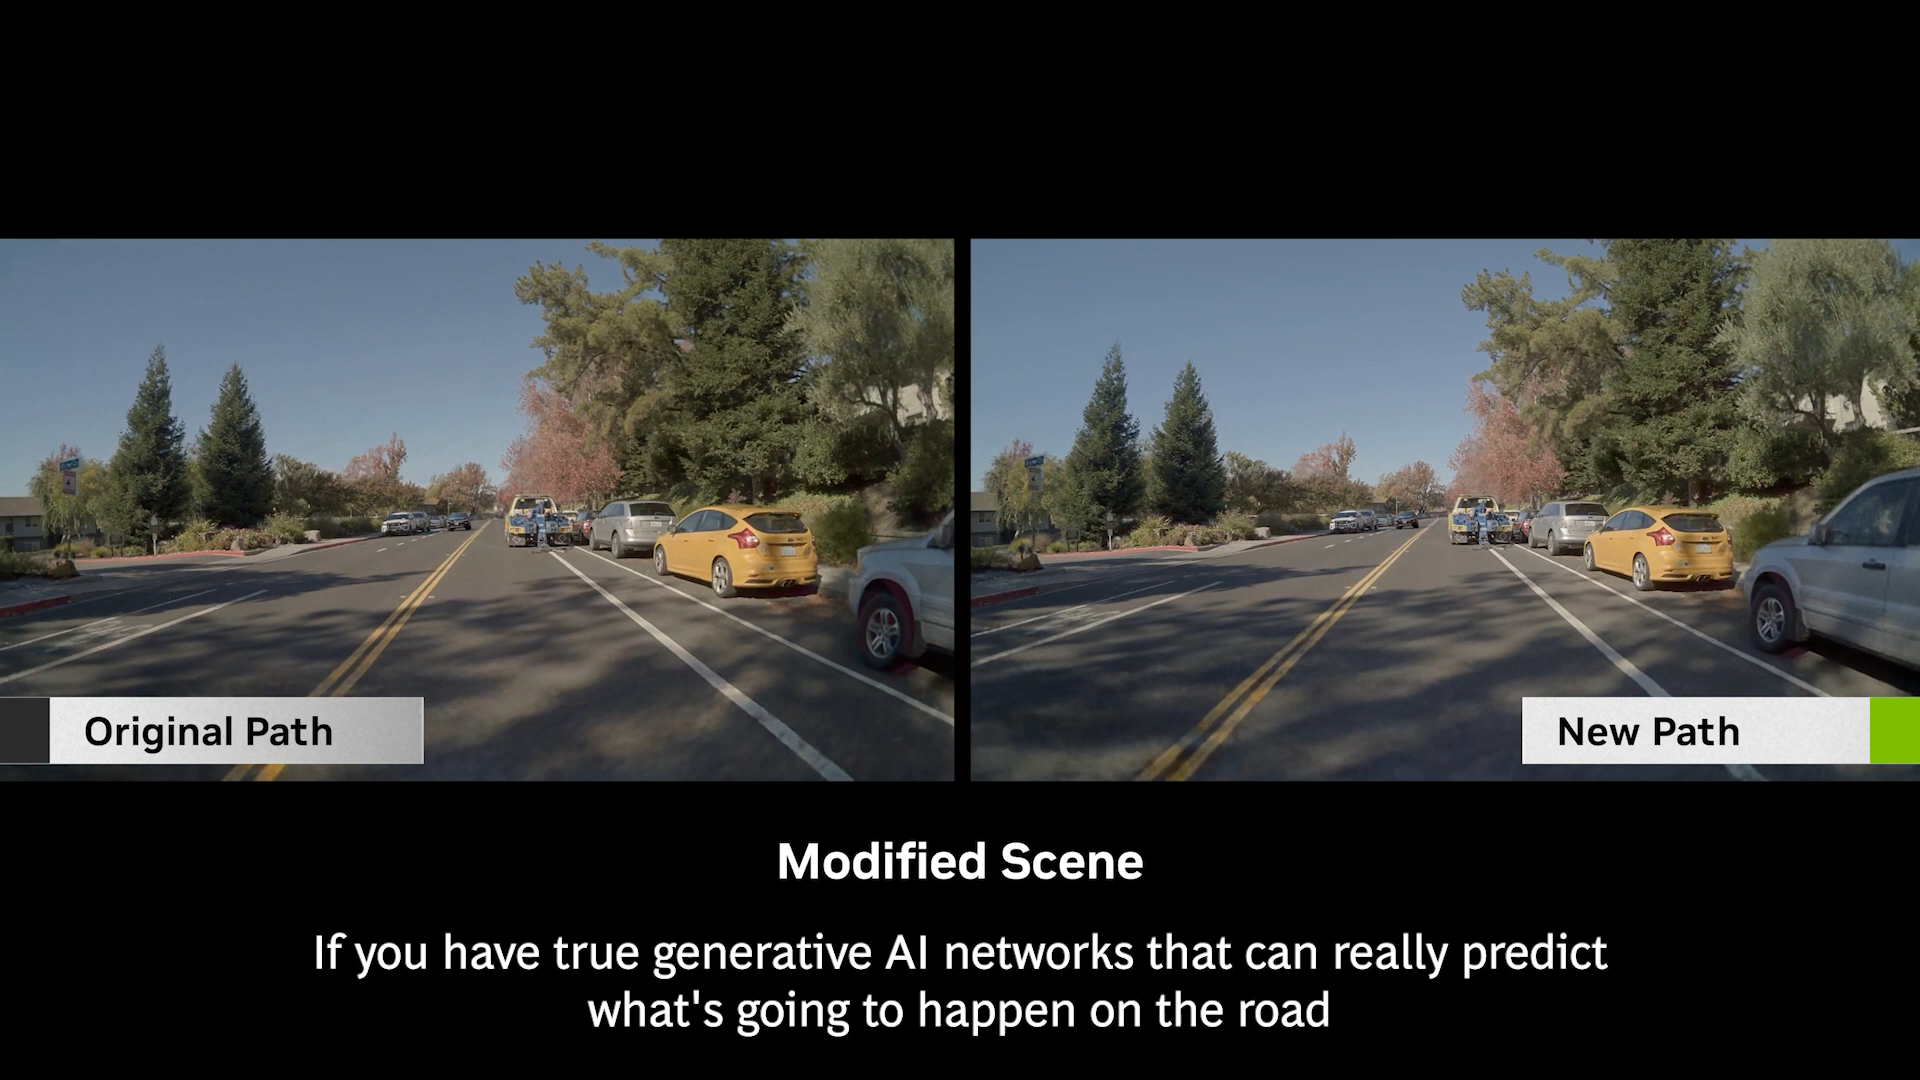 Original Path
New Path
Modified Scene
If you have true generative AI networks that can really predict
what's going to happen on the road